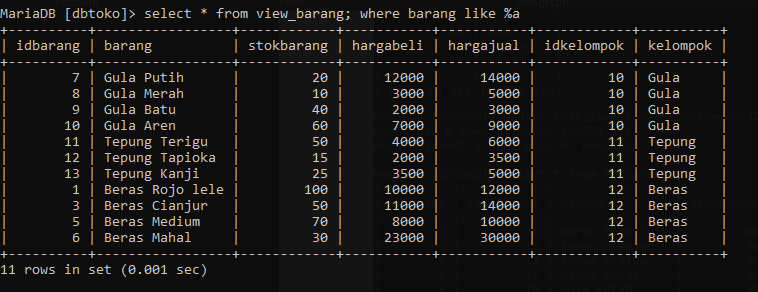 MariaDB [dbtoko]> select * from view_barang; where barang like %a
+----------+-----------------+------------+-----------+-----------+------------+----------+
| idbarang | barang          | stokbarang | hargabeli | hargajual | idkelompok | kelompok |
+----------+-----------------+------------+-----------+-----------+------------+----------+
|        7 | Gula Putih      |         20 |     12000 |     14000 |         10 | Gula     |
|        8 | Gula Merah      |         10 |      3000 |      5000 |         10 | Gula     |
|        9 | Gula Batu       |         40 |      2000 |      3000 |         10 | Gula     |
|       10 | Gula Aren       |         60 |      7000 |      9000 |         10 | Gula     |
|       11 | Tepung Terigu   |         50 |      4000 |      6000 |         11 | Tepung   |
|       12 | Tepung Tapioka  |         15 |      2000 |      3500 |         11 | Tepung   |
|       13 | Tepung Kanji    |         25 |      3500 |      5000 |         11 | Tepung   |
|        1 | Beras Rojo lele |        100 |     10000 |     12000 |         12 | Beras    |
|        3 | Beras Cianjur   |         50 |     11000 |     14000 |         12 | Beras    |
|        5 | Beras Medium    |         70 |      8000 |     10000 |         12 | Beras    |
|        6 | Beras Mahal     |         30 |     23000 |     30000 |         12 | Beras    |
+----------+-----------------+------------+-----------+-----------+------------+----------+
11 rows in set (0.001 sec)